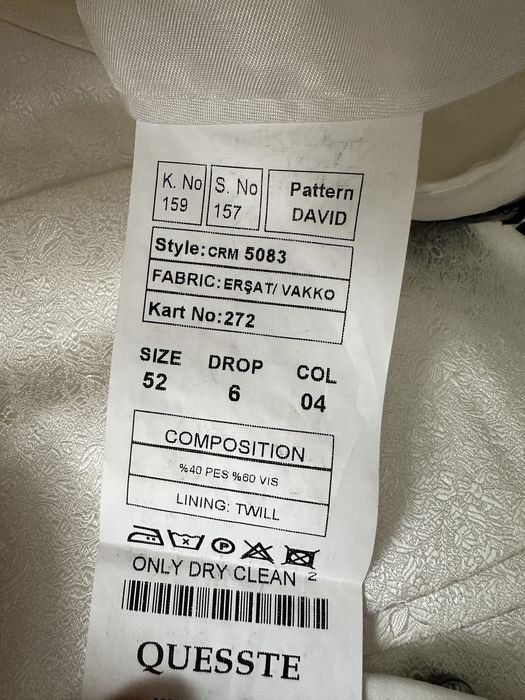 K. No S. No Pattern
159 157 DAVID
Style:CRM 5083
FABRIC:ERŞAT/ VAKKO
Kart No:272
SIZE DROP COL
52 6 04
COMPOSITION
%40 PES %60 VIS
LINING: TWILL
ONLY DRY CLEAN 2
QUESSTE